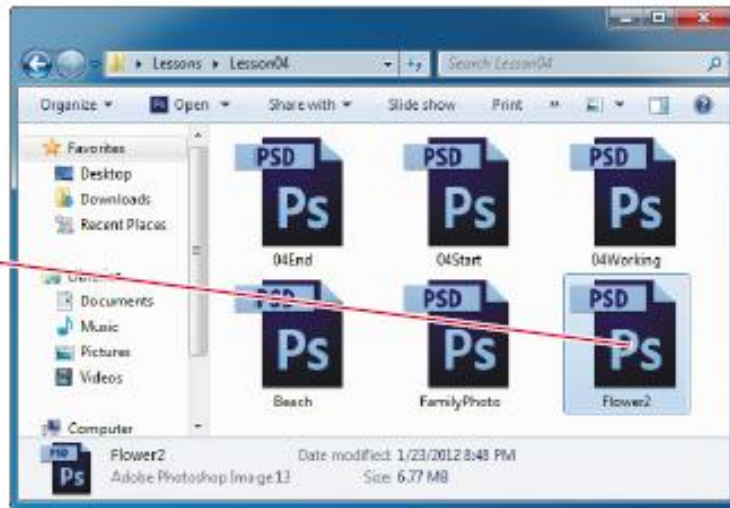 Lessons ▸ Lesson04
Search Lesson04
Organize
Open
Share with
Slide show
Print
»
Favorites
Desktop
Downloads
Recent Places
Documents
Music
Pictures
Videos
Computer
PSD PSD PSD
Ps Ps Ps
04End 04Start 04Working
PSD PSD PSD
Ps Ps Ps
Beach FamilyPhoto Flower2
PSD
Ps
Flower2 Date modified: 1/23/2012 8:48 PM
Adobe Photoshop Image 13 Size: 6.77 MB